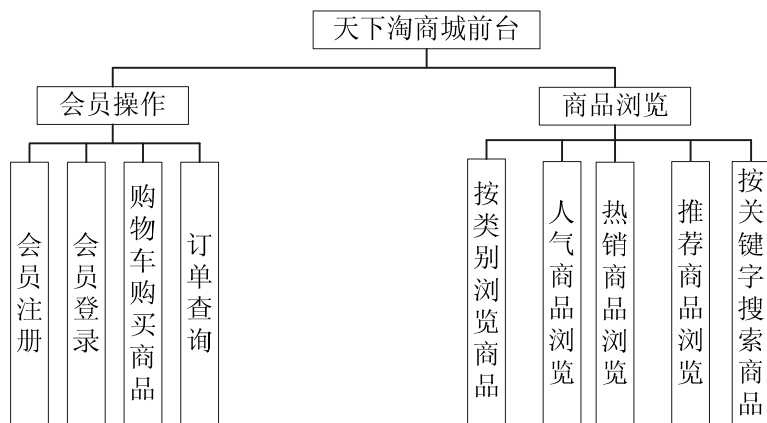 天下淘商城前台
会员操作
商品浏览
会员注册
会员登录
购物车购买商品
订单查询
按类别浏览商品
人气商品浏览
热销商品浏览
推荐商品浏览
按关键字搜索商品